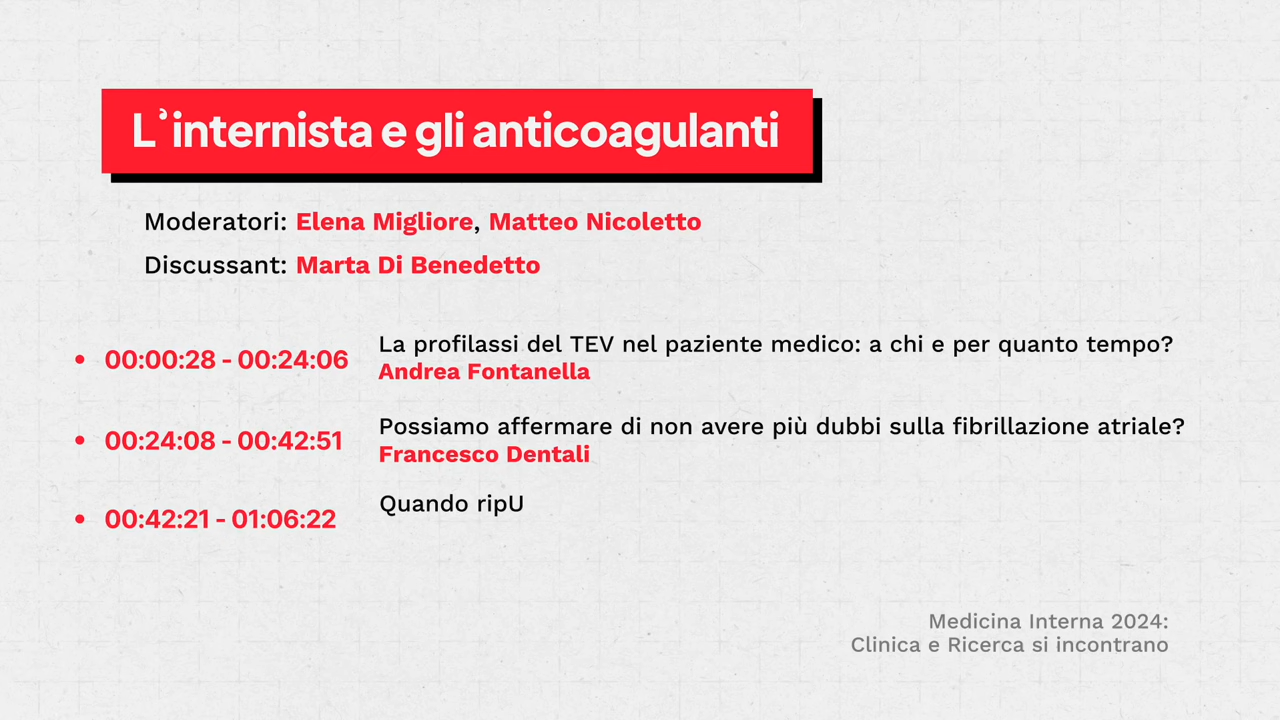 L'internista e gli anticoagulanti
Moderatori: Elena Migliore, Matteo Nicoletto
Discussant: Marta Di Benedetto
• 00:00:28 - 00:24:06
La profilassi del TEV nel paziente medico: a chi e per quanto tempo?
Andrea Fontanella
• 00:24:08 - 00:42:51
Possiamo affermare di non avere più dubbi sulla fibrillazione atriale?
Francesco Dentali
• 00:42:21 - 01:06:22
Quando ripU
Medicina Interna 2024:
Clinica e Ricerca si incontrano